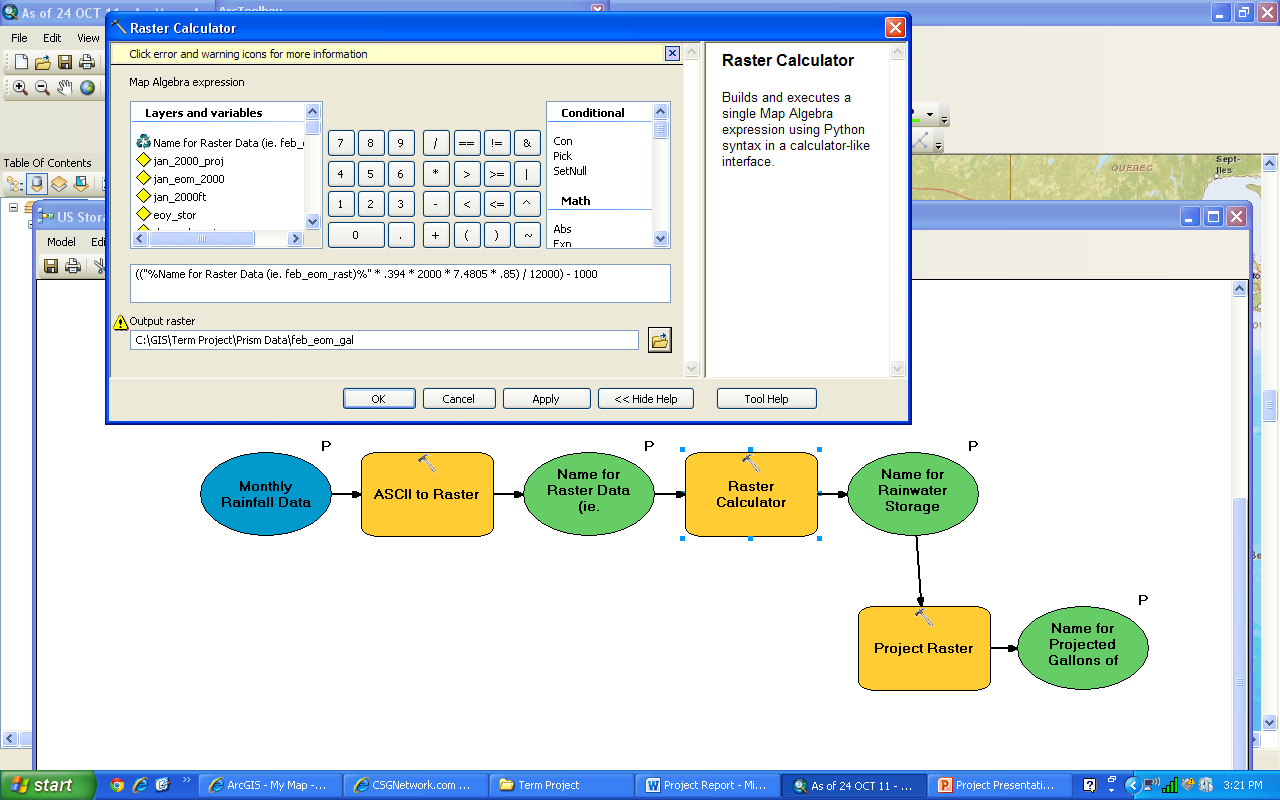 As of 24 OCT 11 -
ArcToolbox
Raster Calculator
File Edit View
Click error and warning icons for more information
Map Algebra expression
Layers and variables
Name for Raster Data (ie. feb_
jan_2000_proj
jan_eom_2000
jan_2000ft
eoy_stor
7 8 9 / == != &
4 5 6 * > >= |
1 2 3 - < <= ^
0 . + ( ) ~
Conditional
Con
Pick
SetNull
Math
Abs
Exp
(("%Name for Raster Data (ie. feb_eom_rast)%" * .394 * 2000 * 7.4805 * .85) / 12000) - 1000
Output raster
C:\GIS\Term Project\Prism Data\feb_eom_gal
OK Cancel Apply << Hide Help Tool Help
Raster Calculator
Builds and executes a
single Map Algebra
expression using Python
syntax in a calculator-like
interface.
Table Of Contents
QUEBEC
Sept-
Iles
US Stora
Model Edi
P
Monthly
Rainfall Data
ASCII to Raster
P
Name for
Raster Data
(ie.
Raster
Calculator
P
Name for
Rainwater
Storage
Project Raster
P
Name for
Projected
Gallons of
start
ArcGIS - My Map -...
CSGNetwork.com ...
Term Project
Project Report - Mi...
As of 24 OCT 11 - ...
Project Presentati...
3:21 PM